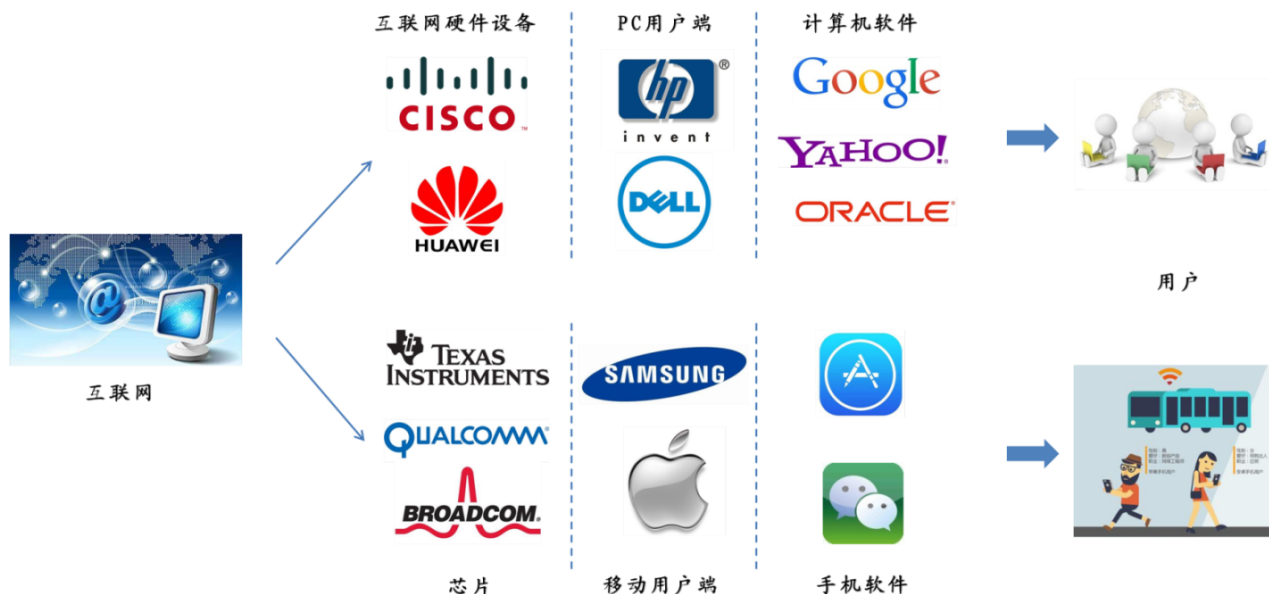 互联网硬件设备
PC用户端
计算机软件
CISCO
TM
hp
®
invent
Google
YAHOO!
HUAWEI
DELL
ORACLE
用户
互联网
TEXAS
INSTRUMENTS
SAMSUNG
QUALCOMM
BROADCOM.
芯片
移动用户端
手机软件